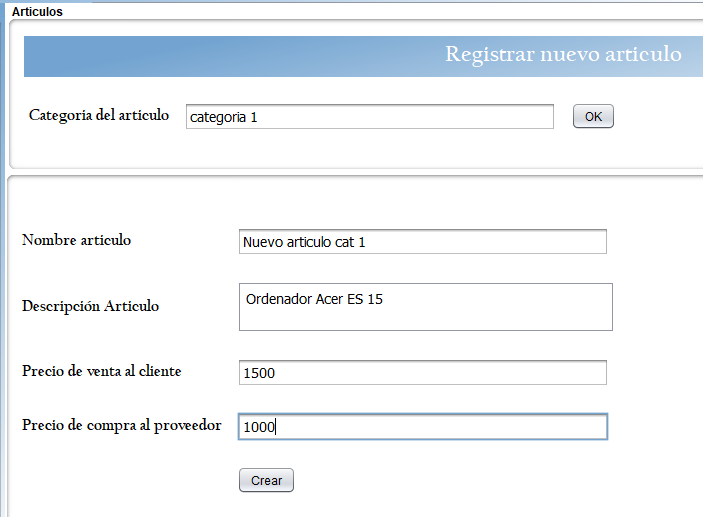 Articulos
Registrar nuevo articulo
Categoria del articulo categoria 1 OK
Nombre articulo Nuevo articulo cat 1
Descripción Articulo Ordenador Acer ES 15
Precio de venta al cliente 1500
Precio de compra al proveedor 1000
Crear